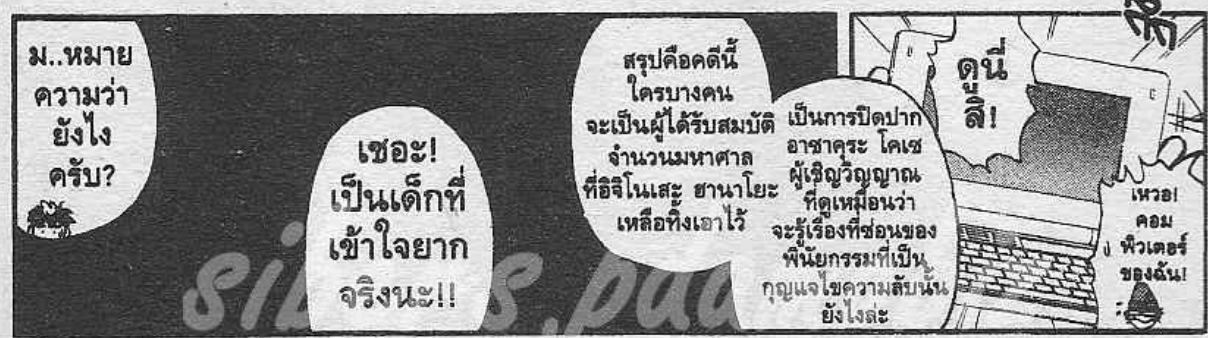 ดูนี่
สิ!
เหวอ!
คอม
พิวเตอร์
ของฉัน!
สรุปคือคดีนี้
ใครบางคน
จะเป็นผู้ได้รับสมบัติ
จำนวนมหาศาล
ที่อิจิโนเสะ ฮานาโยะ
เหลือทิ้งเอาไว้
เป็นการปิดปาก
อาซาคุระ โคเซ
ผู้เชิญวิญญาณ
ที่ดูเหมือนว่า
จะรู้เรื่องที่ซ่อนของ
พินัยกรรมที่เป็น
กุญแจไขความลับนั้น
ยังไงล่ะ
เชอะ!
เป็นเด็กที่
เข้าใจยาก
จริงนะ!!
ม..หมาย
ความว่า
ยังไง
ครับ?